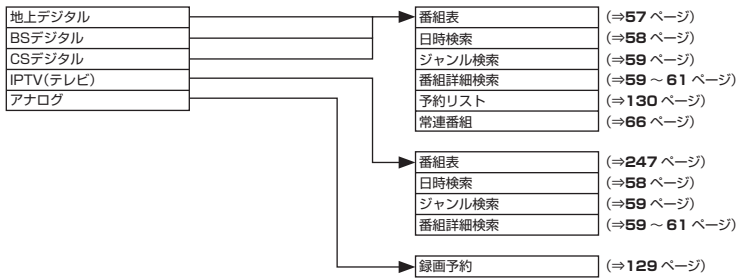 地上デジタル
BSデジタル
CSデジタル
IPTV(テレビ)
アナログ
番組表 (⇒57 ページ)
日時検索 (⇒58 ページ)
ジャンル検索 (⇒59 ページ)
番組詳細検索 (⇒59 ～ 61 ページ)
予約リスト (⇒130 ページ)
常連番組 (⇒66 ページ)
番組表 (⇒247 ページ)
日時検索 (⇒58 ページ)
ジャンル検索 (⇒59 ページ)
番組詳細検索 (⇒59 ～ 61 ページ)
録画予約 (⇒129 ページ)